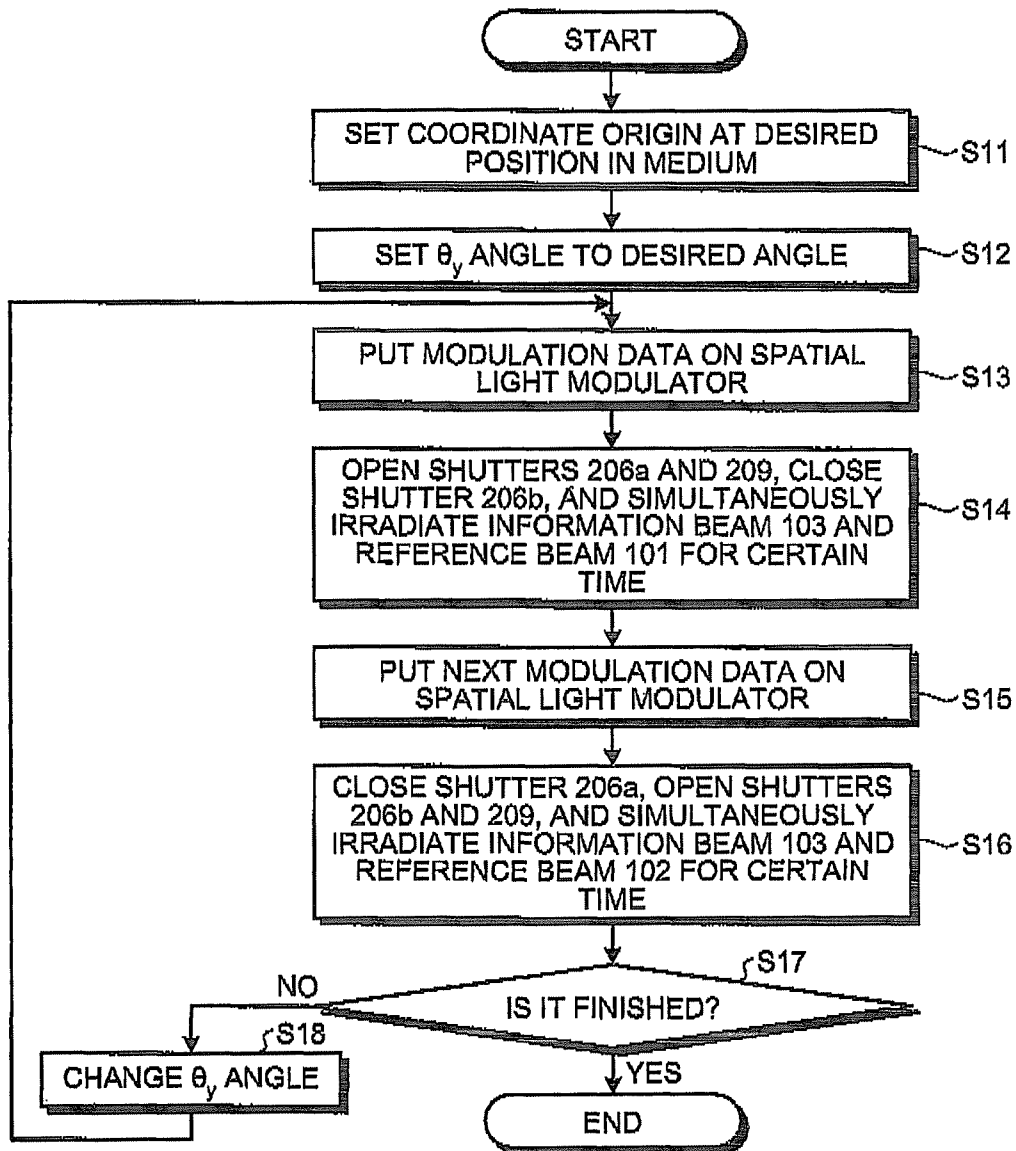 START
SET COORDINATE ORIGIN AT DESIRED
POSITION IN MEDIUM
S11
SET θy ANGLE TO DESIRED ANGLE
S12
PUT MODULATION DATA ON SPATIAL
LIGHT MODULATOR
S13
OPEN SHUTTERS 206a AND 209, CLOSE
SHUTTER 206b, AND SIMULTANEOUSLY
IRRADIATE INFORMATION BEAM 103 AND
REFERENCE BEAM 101 FOR CERTAIN
TIME
S14
PUT NEXT MODULATION DATA ON
SPATIAL LIGHT MODULATOR
S15
CLOSE SHUTTER 206a, OPEN SHUTTERS
206b AND 209, AND SIMULTANEOUSLY
IRRADIATE INFORMATION BEAM 103 AND
REFERENCE BEAM 102 FOR CERTAIN
TIME
S16
S17
IS IT FINISHED?
NO
S18
CHANGE θy ANGLE
YES
END